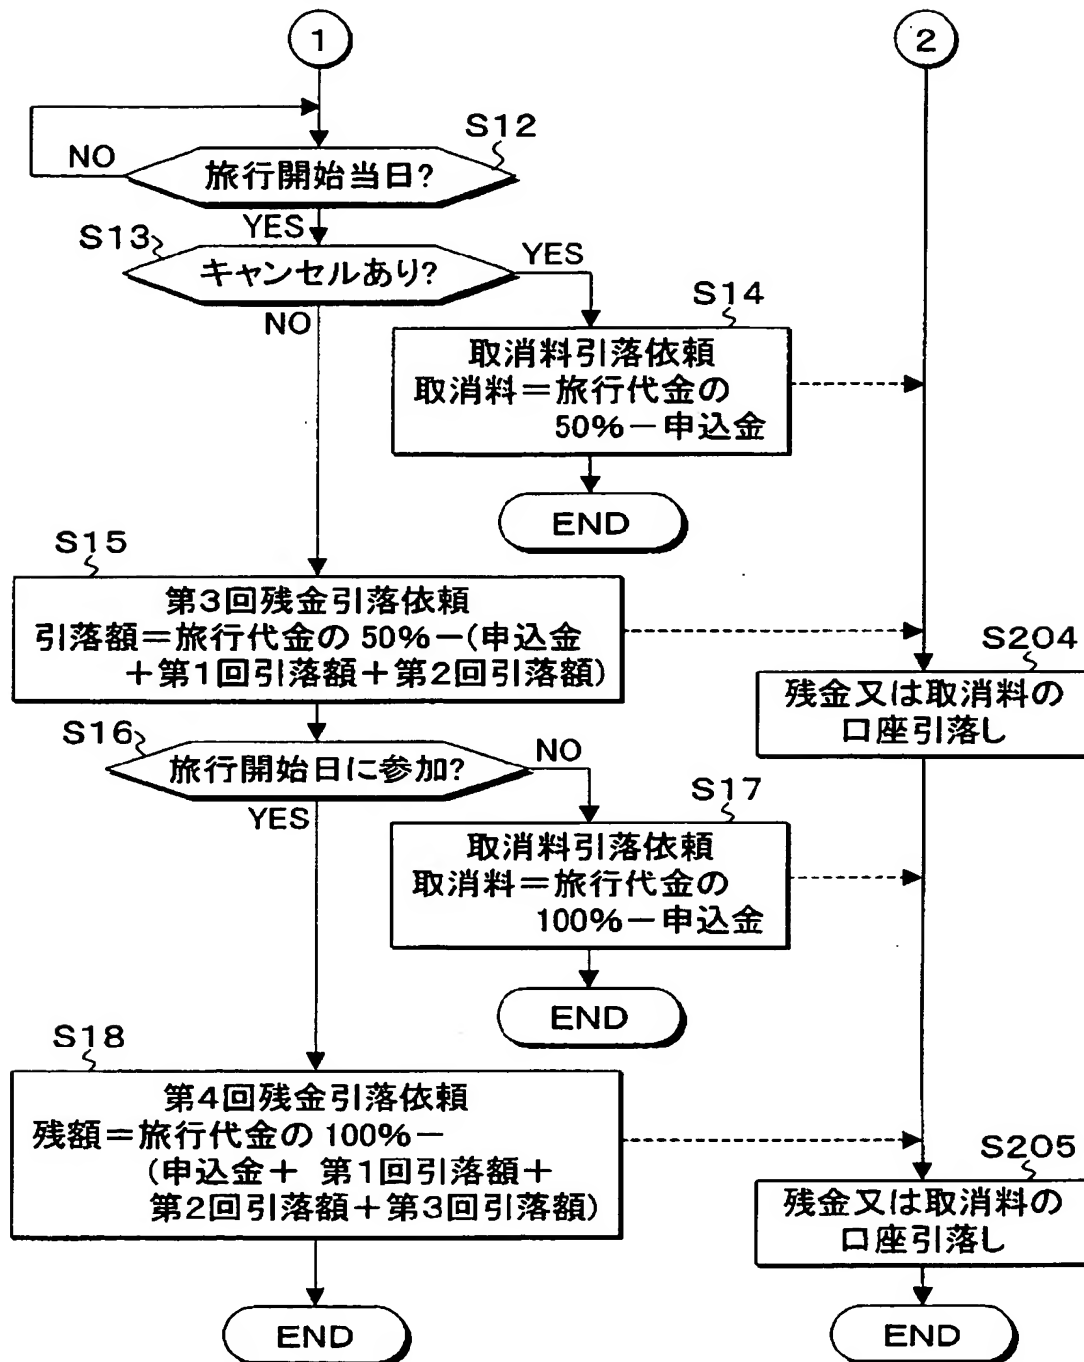 1
2
S12
NO
旅行開始当日?
YES
S13
キャンセルあり?
YES
NO
S14
取消料引落依頼
取消料＝旅行代金の
50%－申込金
END
S15
第3回残金引落依頼
引落額＝旅行代金の 50%－(申込金
＋第1回引落額＋第2回引落額)
S204
残金又は取消料の
口座引落し
S16
旅行開始日に参加?
NO
YES
S17
取消料引落依頼
取消料＝旅行代金の
100%－申込金
END
S18
第4回残金引落依頼
残額＝旅行代金の 100%－
(申込金＋ 第1回引落額＋
第2回引落額＋第3回引落額)
S205
残金又は取消料の
口座引落し
END
END